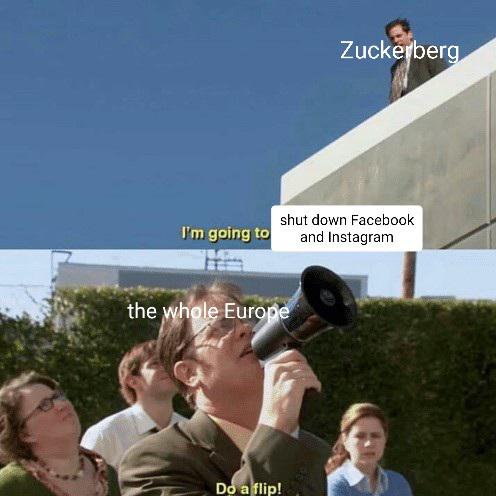 Zuckerberg
I'm going to
shut down Facebook
and Instagram
the whole Europe
Do a flip!